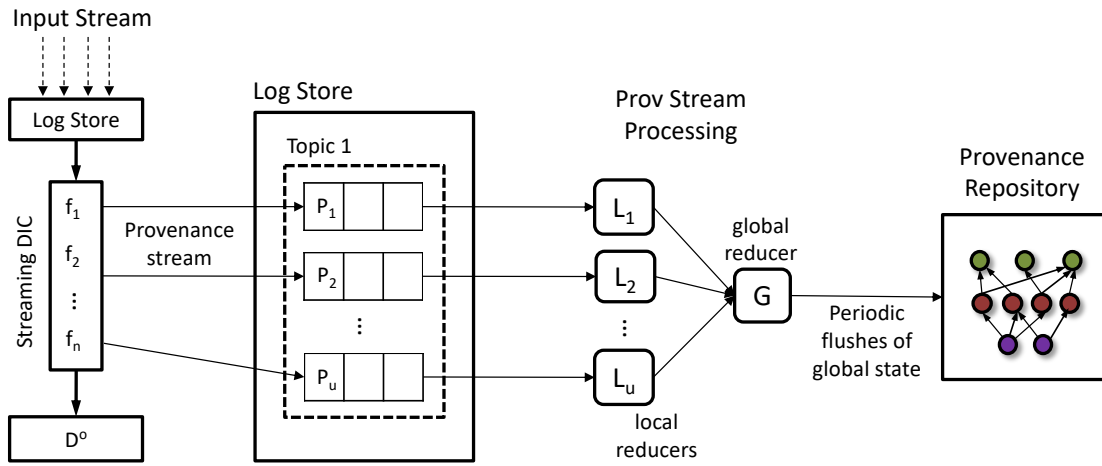 Input Stream
Log Store
Streaming DIC
f₁
f₂
...
fₙ
Dᵒ
Provenance
stream
Log Store
Topic 1
P₁
P₂
...
Pᵤ
Prov Stream
Processing
L₁
L₂
...
Lᵤ
local
reducers
global
reducer
G
Periodic
flushes of
global state
Provenance
Repository